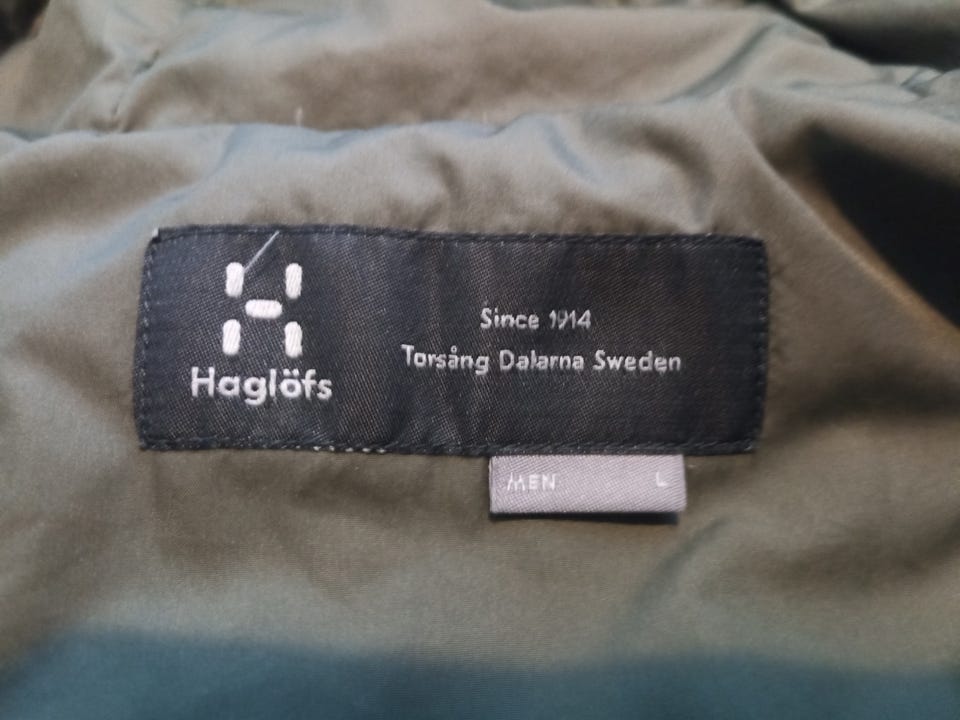 Haglöfs
Since 1914
Torsång Dalarna Sweden
MEN L